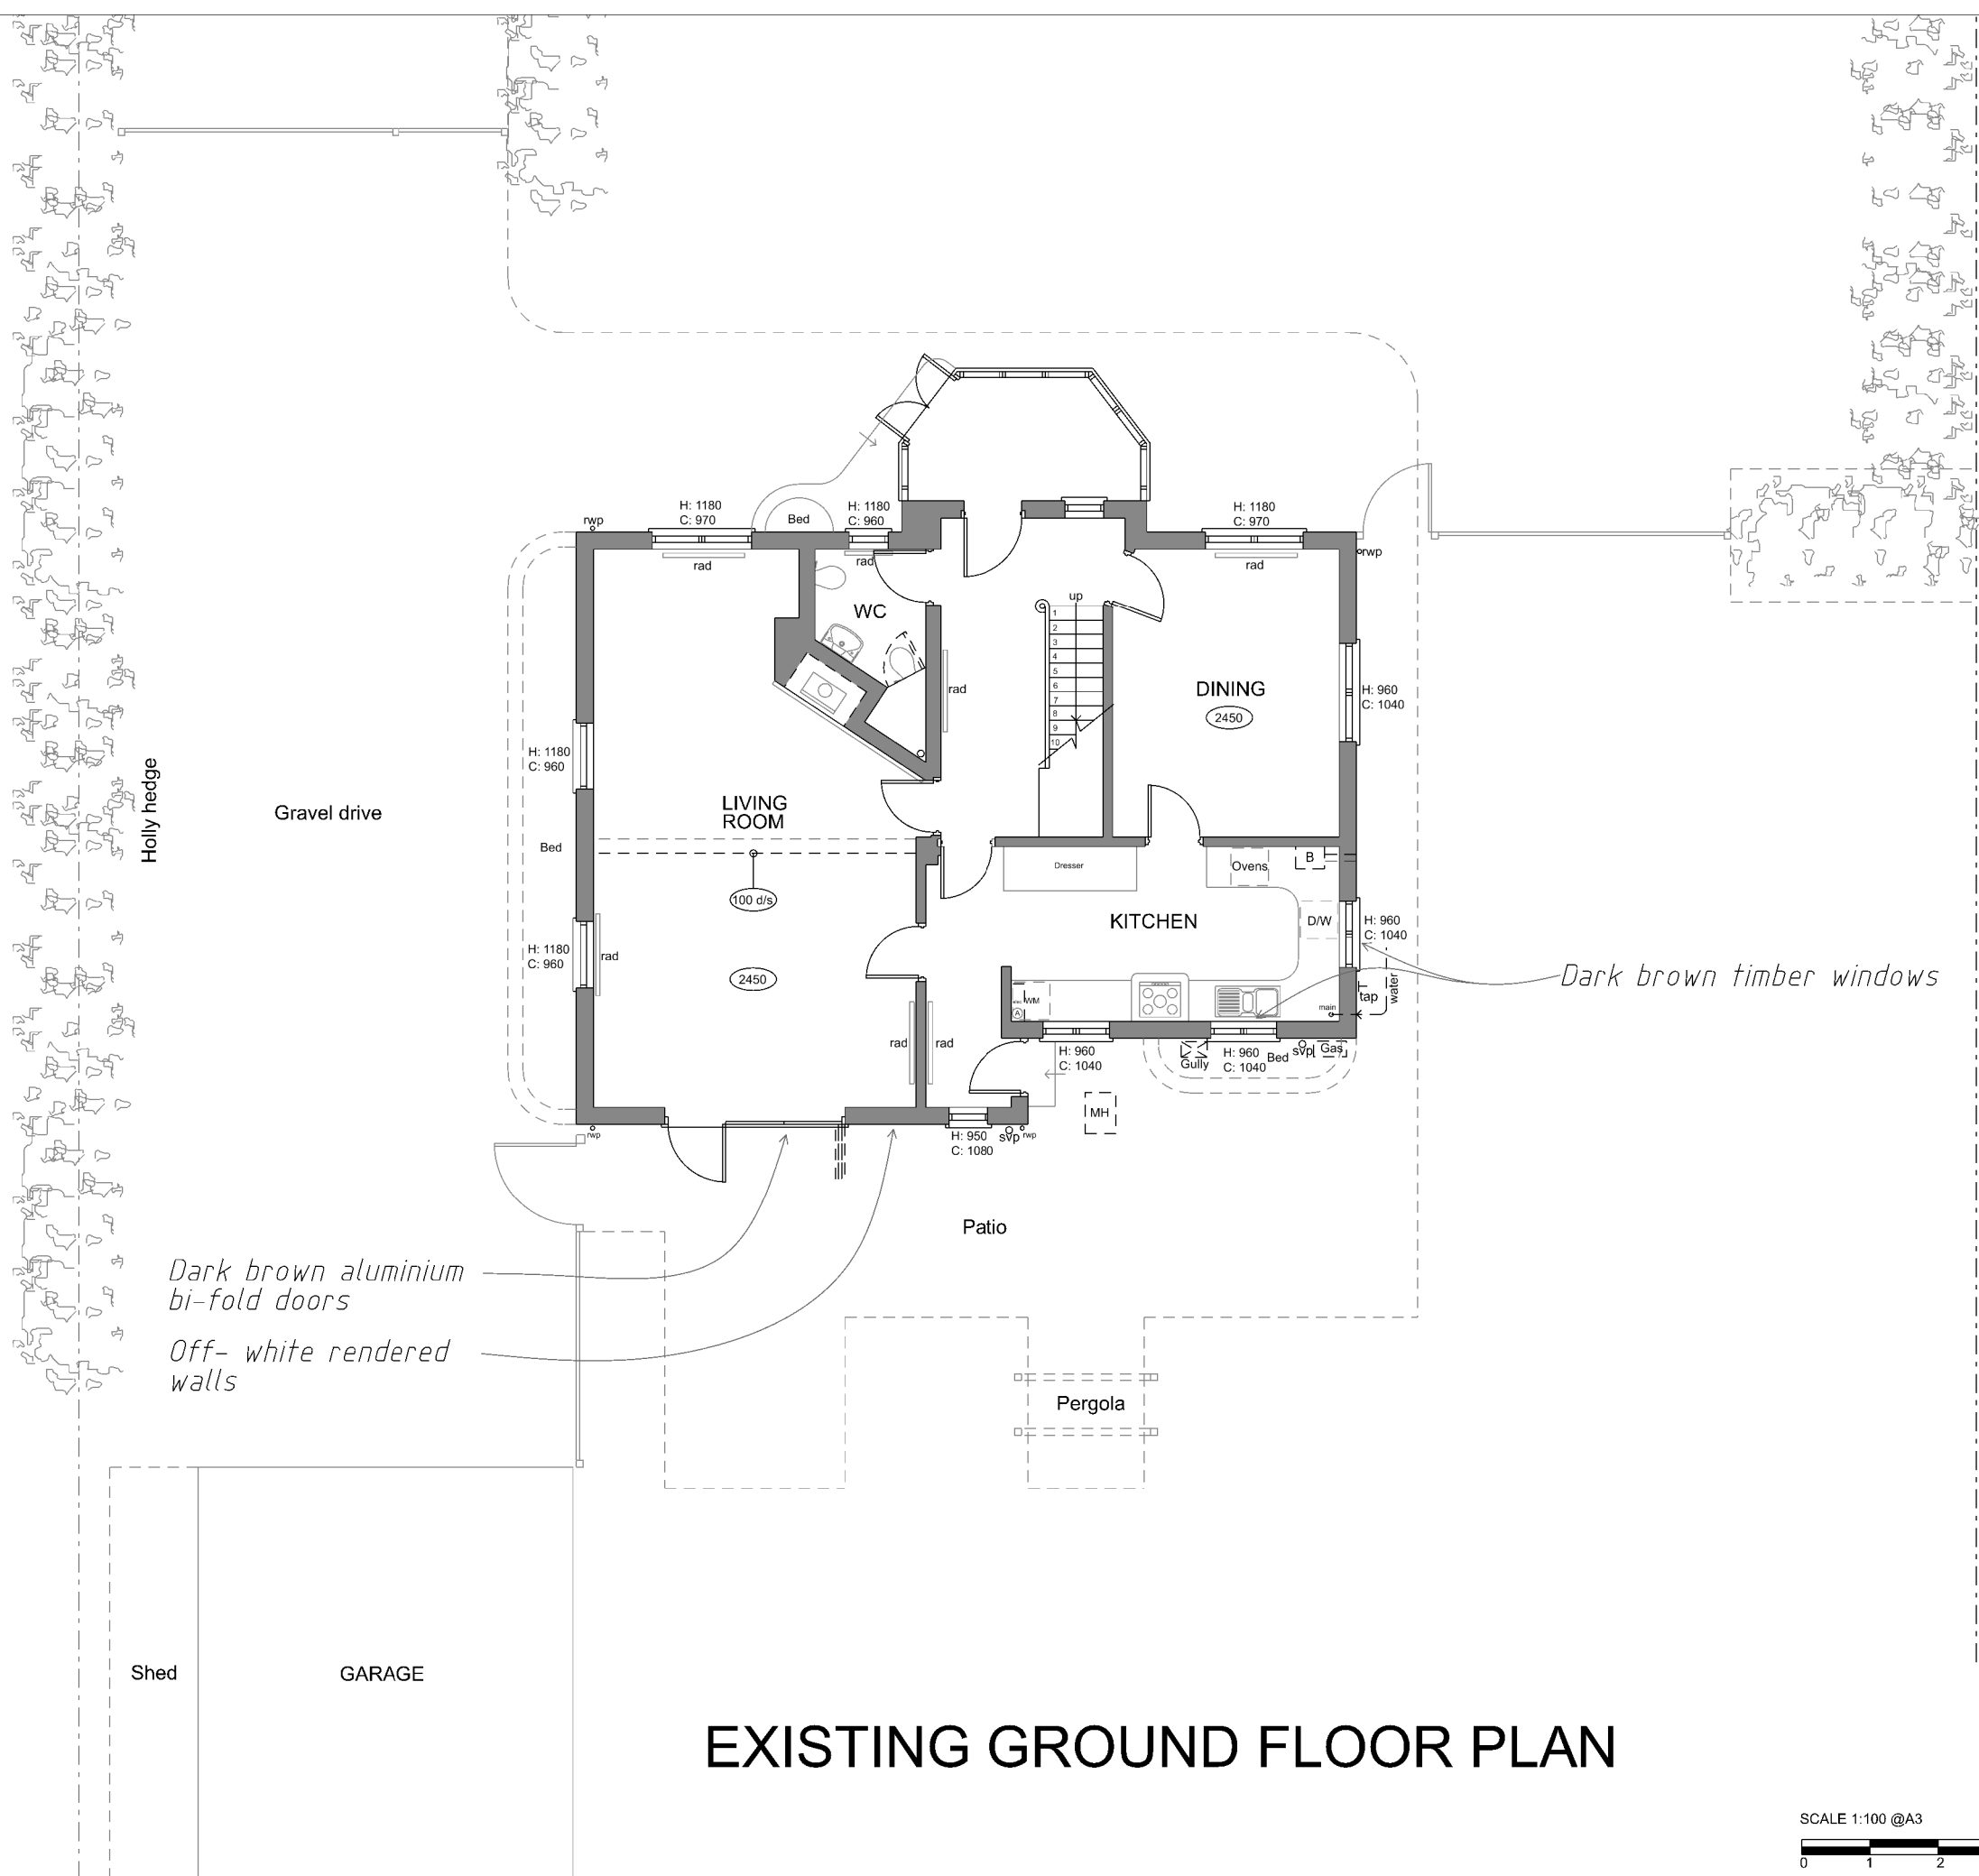 H: 1180
C: 970
Bed
H: 1180
C: 960
H: 1180
C: 970
rwp
rwp
rad
rad
rad
WC
up
1
2
3
4
5
6
7
8
9
10
rad
DINING
2450
H: 960
C: 1040
H: 1180
C: 960
Holly hedge
Gravel drive
LIVING
ROOM
Bed
Dresser
Ovens
B
100 d/s
KITCHEN
D/W
H: 960
C: 1040
H: 1180
C: 960
rad
2450
Dark brown timber windows
water
tap
main
WM
A
rad
rad
H: 960
C: 1040
Gully
H: 960
C: 1040
Bed
svp
Gas
MH
rwp
H: 950
C: 1080
svp
rwp
Patio
Dark brown aluminium
bi-fold doors
Off- white rendered
walls
Pergola
Shed
GARAGE
EXISTING GROUND FLOOR PLAN
SCALE 1:100 @A3
0 1 2